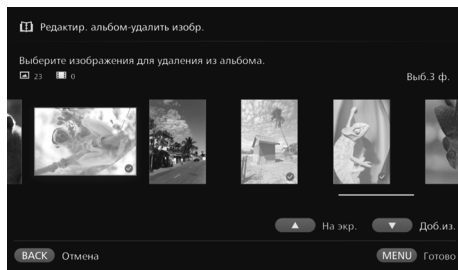 Редактир. альбом-удалить изобр.
Выберите изображения для удаления из альбома.
23 0 Выб.3 ф.
На экр. Доб.из.
BACK Отмена MENU Готово